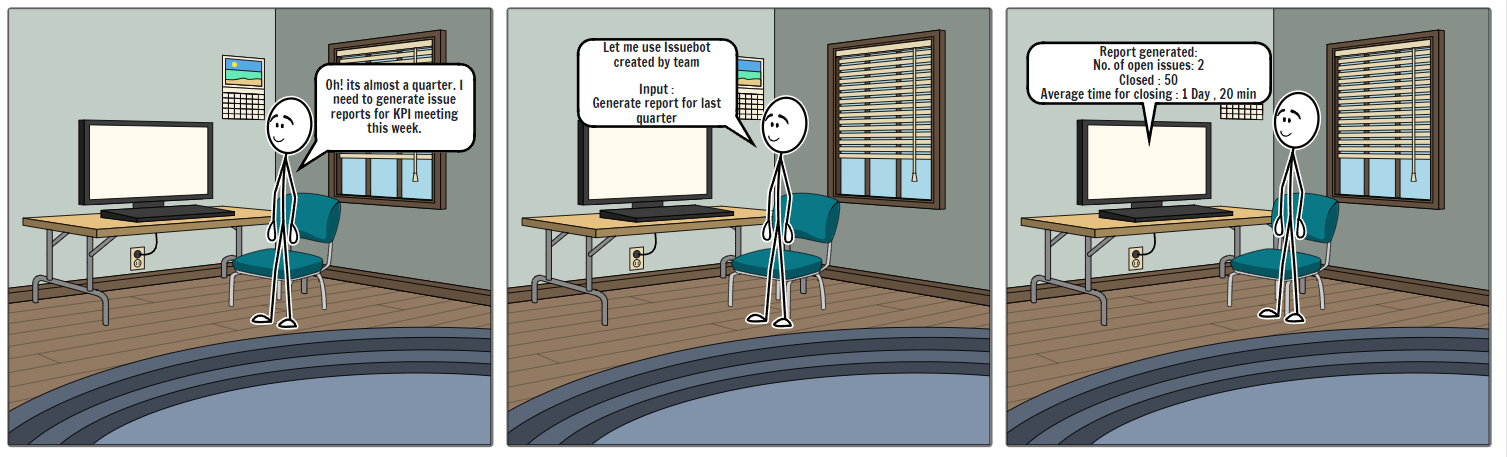 Oh! its almost a quarter. I
need to generate issue
reports for KPI meeting
this week.
Let me use Issuebot
created by team
Input :
Generate report for last
quarter
Report generated:
No. of open issues: 2
Closed : 50
Average time for closing : 1 Day , 20 min